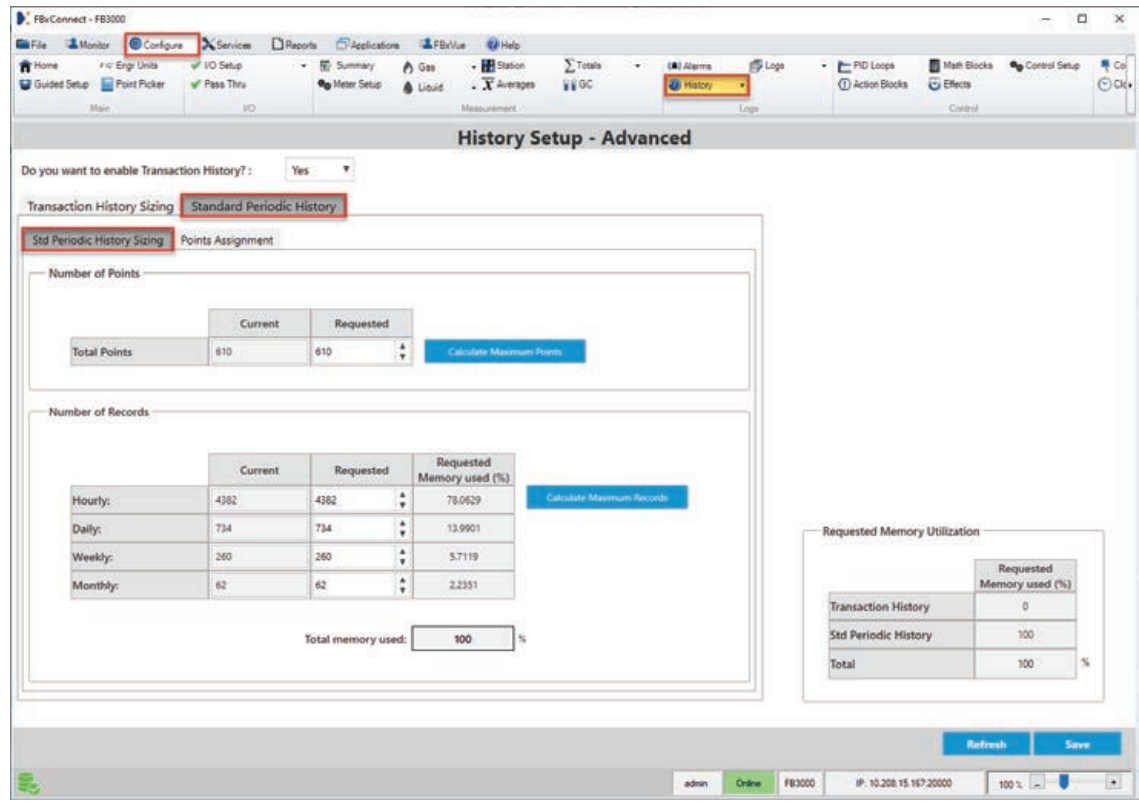 FBxConnect - FB3000
File Monitor Configure Services Reports Applications FBxVue Help
Home Engr Units I/O Setup Summary Gas Station Totals Alarms Logs PID Loops Math Blocks Control Setup Co
Guided Setup Point Picker Pass Thru Meter Setup Liquid Averages GC History Action Blocks Effects Clc
Main I/O Measurement Logs Control
History Setup - Advanced
Do you want to enable Transaction History? : Yes
Transaction History Sizing Standard Periodic History
Std Periodic History Sizing Points Assignment
Number of Points
Current Requested
Total Points 610 610 Calculate Maximum Points
Number of Records
Current Requested Requested
Memory used (%)
Hourly: 4382 4382 78.0629 Calculate Maximum Records
Daily: 734 734 13.9901
Weekly: 260 260 5.7119
Monthly: 62 62 2.2351
Total memory used: 100 %
Requested Memory Utilization
Requested
Memory used (%)
Transaction History 0
Std Periodic History 100
Total 100 %
Refresh Save
admin Online FB3000 IP: 10.208.15.167:20000 100 %